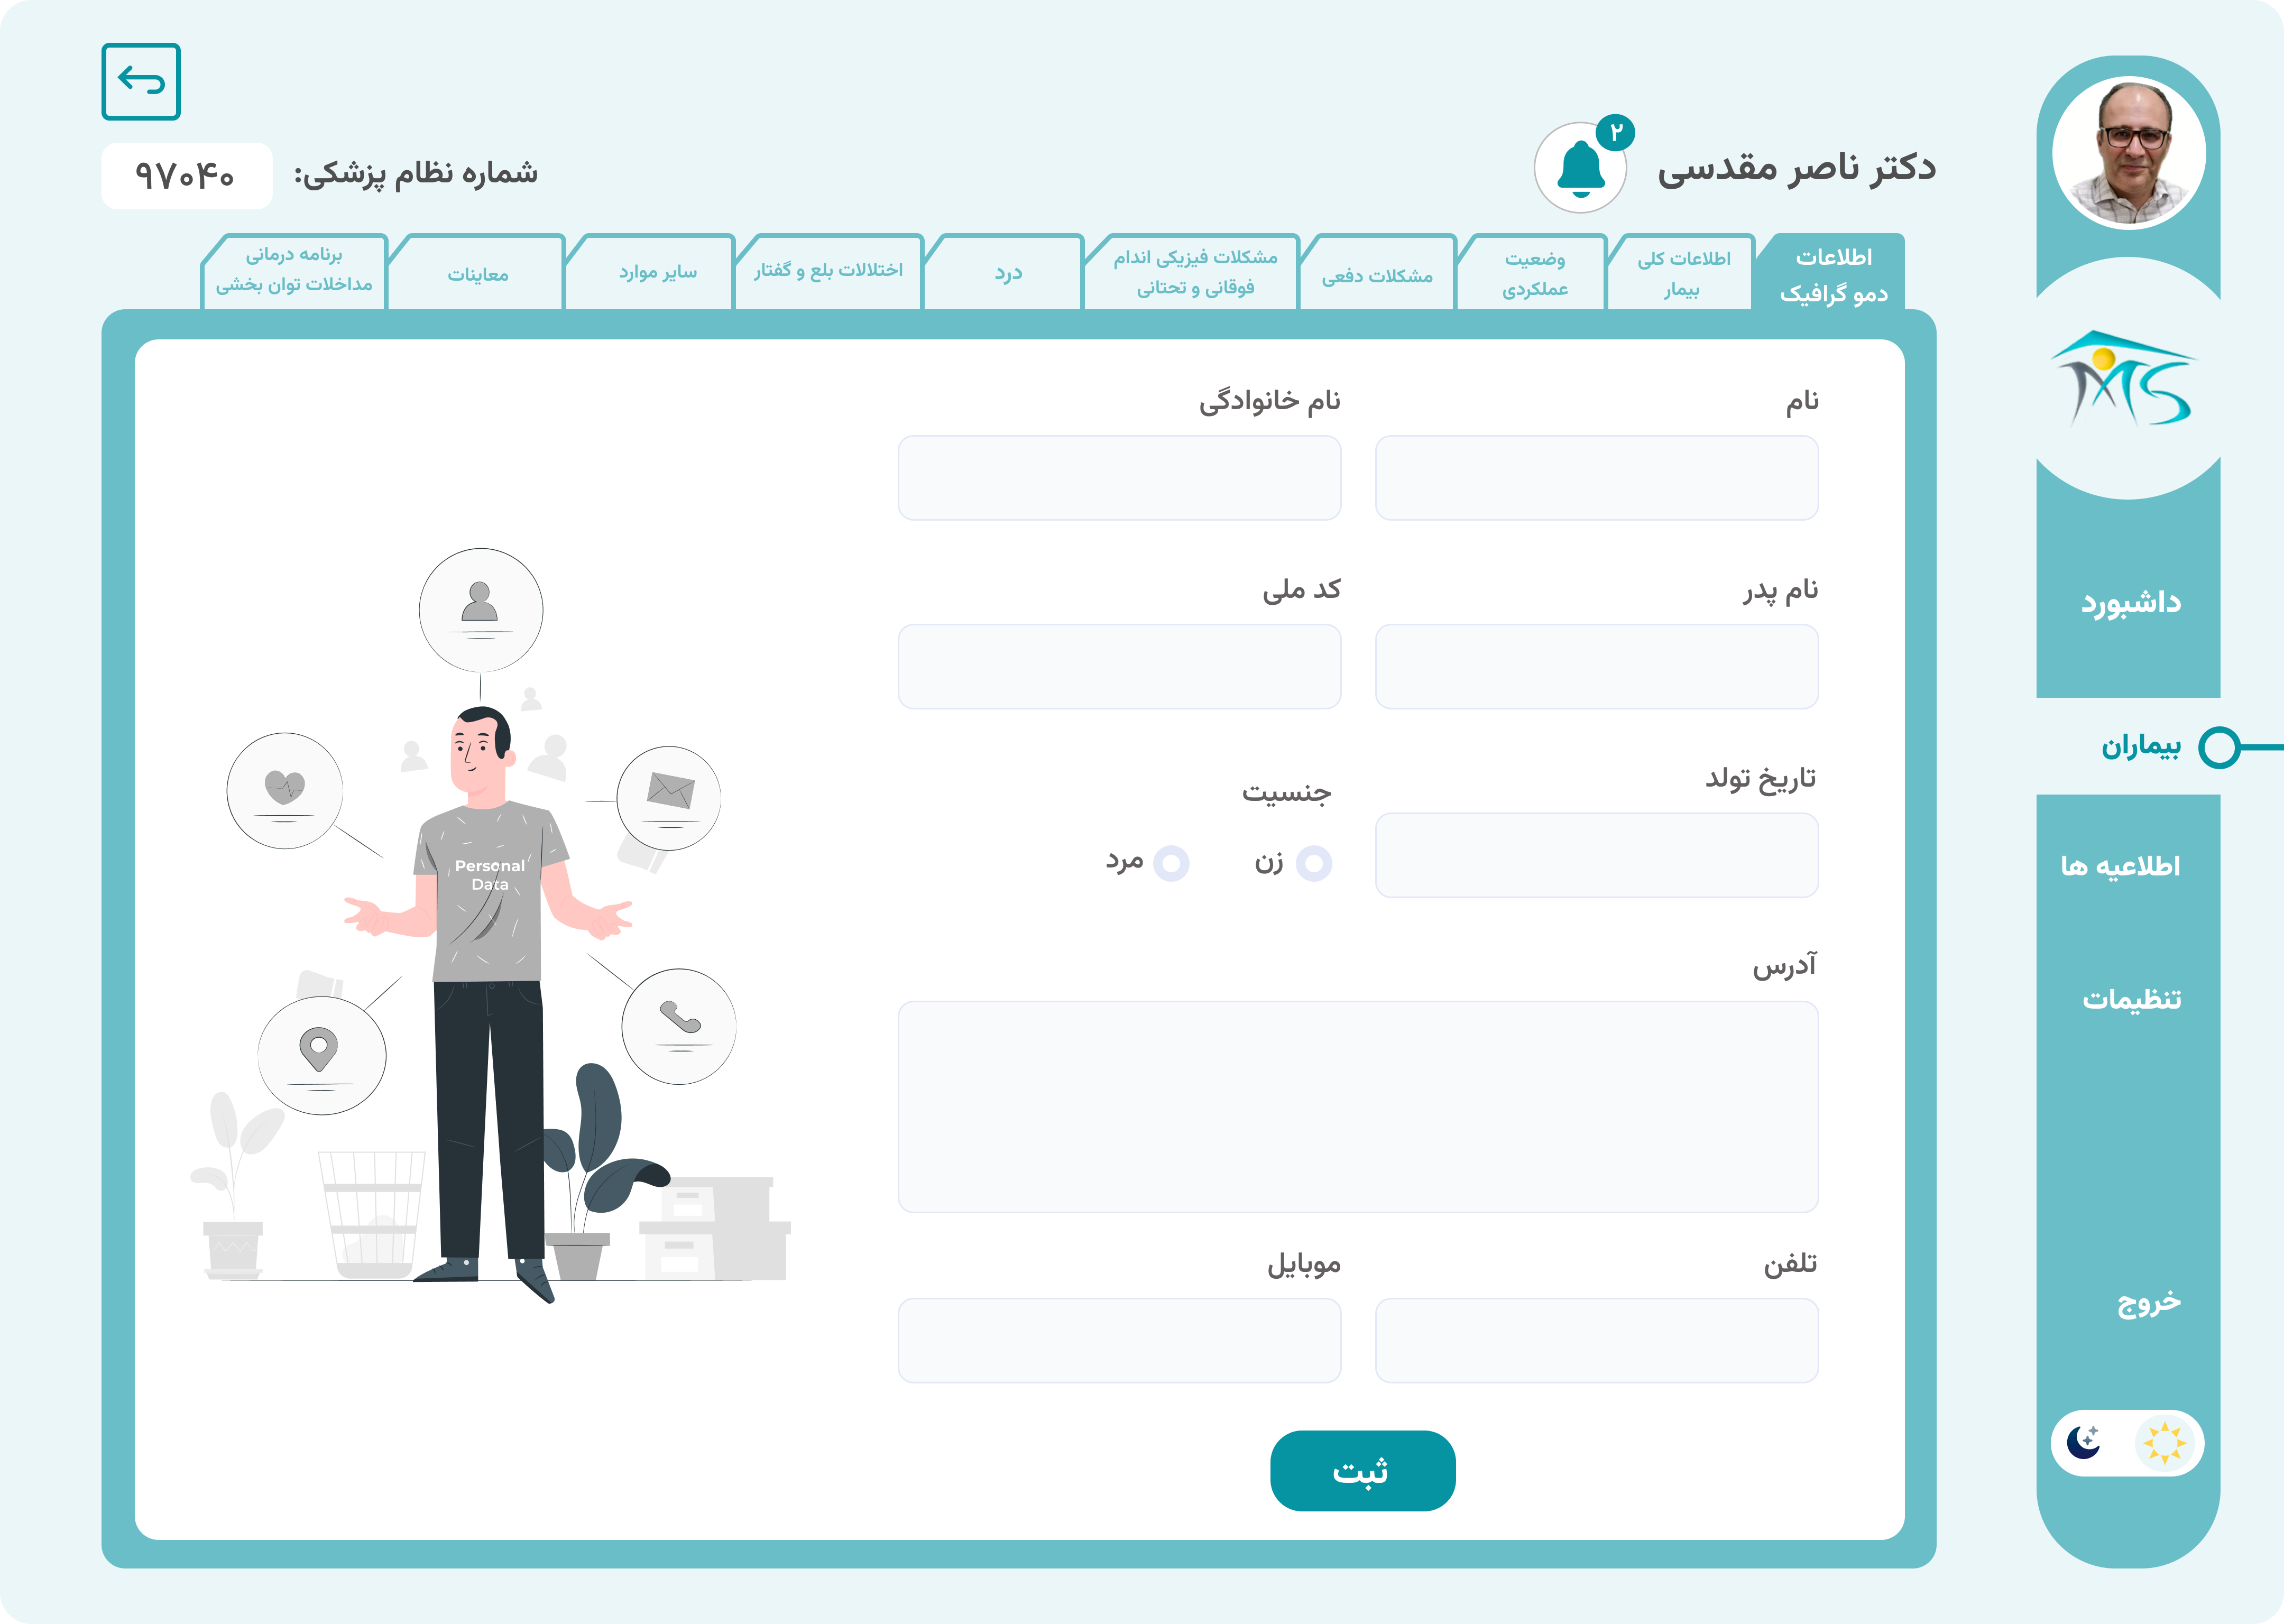 دکتر ناصر مقدسی
۲
شماره نظام پزشکی:
۹۷۰۴۰
اطلاعات
دمو گرافیک
اطلاعات کلی
بیمار
وضعیت
عملکردی
مشکلات دفعی
مشکلات فیزیکی اندام
فوقانی و تحتانی
درد
اختلالات بلع و گفتار
سایر موارد
معاینات
برنامه درمانی
مداخلات توان بخشی
MS
داشبورد
بیماران
اطلاعیه ها
تنظیمات
خروج
نام
نام خانوادگی
نام پدر
کد ملی
تاریخ تولد
جنسیت
زن
مرد
آدرس
تلفن
موبایل
ثبت
Personal
Data